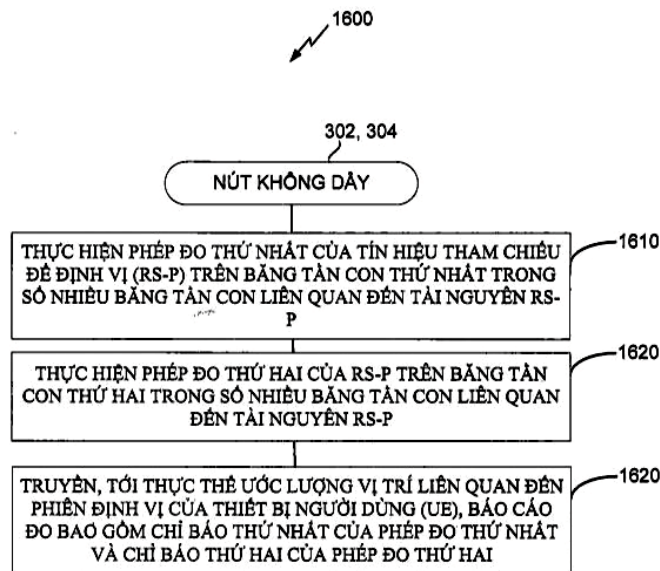 1600
302, 304
NÚT KHÔNG DÂY
1610
THỰC HIỆN PHÉP ĐO THỨ NHẤT CỦA TÍN HIỆU THAM CHIẾU
ĐỂ ĐỊNH VỊ (RS-P) TRÊN BĂNG TẦN CON THỨ NHẤT TRONG
SỐ NHIỀU BĂNG TẦN CON LIÊN QUAN ĐẾN TÀI NGUYÊN RS-
P
1620
THỰC HIỆN PHÉP ĐO THỨ HAI CỦA RS-P TRÊN BĂNG TẦN
CON THỨ HAI TRONG SỐ NHIỀU BĂNG TẦN CON LIÊN QUAN
ĐẾN TÀI NGUYÊN RS-P
1620
TRUYỀN, TỚI THỰC THỂ ƯỚC LƯỢNG VỊ TRÍ LIÊN QUAN ĐẾN
PHIÊN ĐỊNH VỊ CỦA THIẾT BỊ NGƯỜI DÙNG (UE), BÁO CÁO
ĐO BAO GỒM CHỈ BÁO THỨ NHẤT CỦA PHÉP ĐO THỨ NHẤT
VÀ CHỈ BÁO THỨ HAI CỦA PHÉP ĐO THỨ HAI